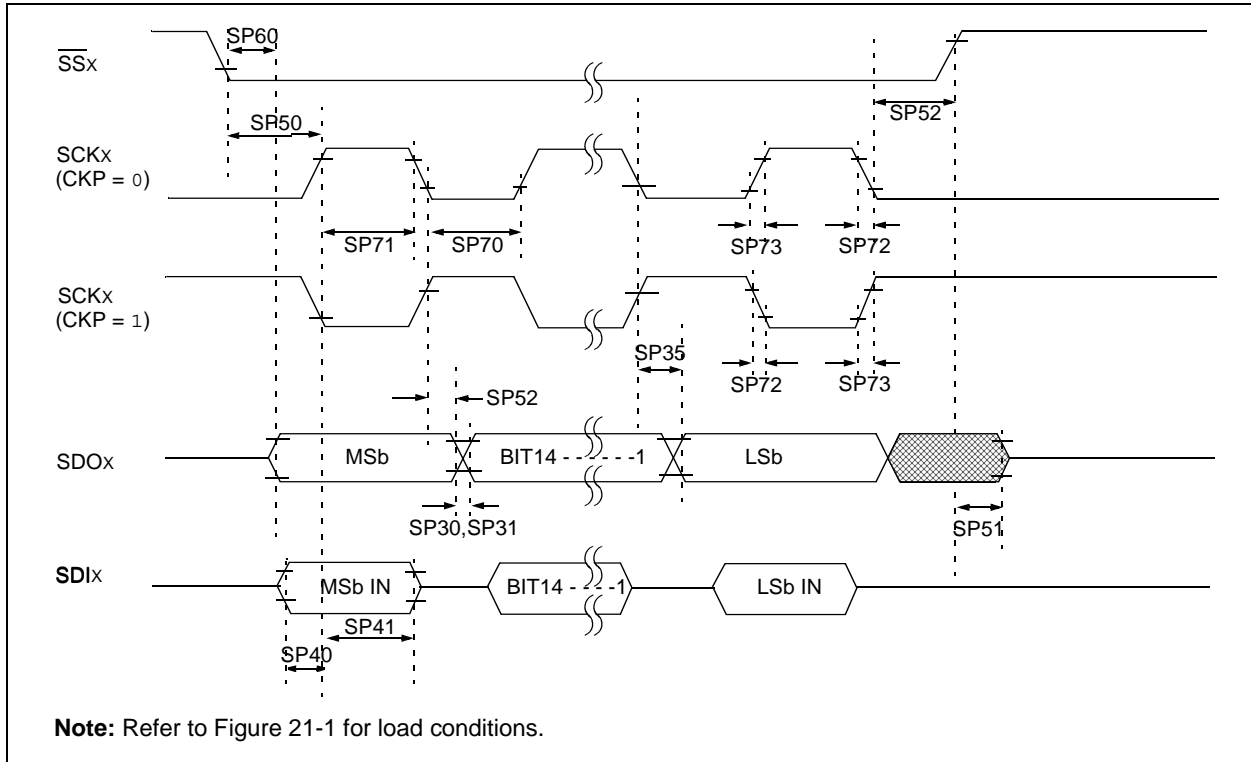 SP60
SSX
SP52
SP50
SCKX
(CKP = 0)
SP71
SP70
SP73
SP72
SCKX
(CKP = 1)
SP35
SP72
SP73
SP52
SDOX
MSb
BIT14 - - - - - -1
LSb
SP30,SP31
SP51
SDIX
MSb IN
BIT14 - - - -1
LSb IN
SP41
SP40
Note: Refer to Figure 21-1 for load conditions.